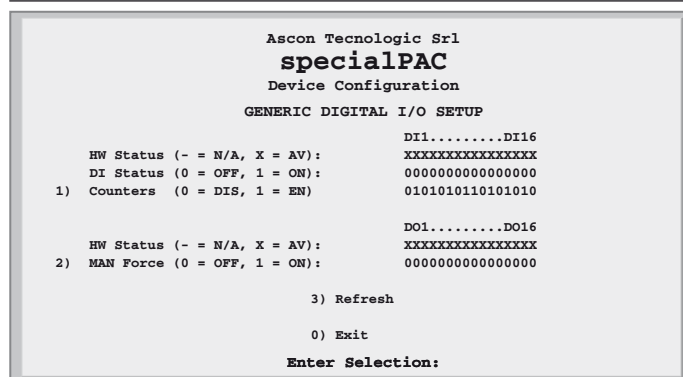 Ascon Tecnologic Srl
specialPAC
Device Configuration
GENERIC DIGITAL I/O SETUP
DI1.........DI16
HW Status (- = N/A, X = AV): XXXXXXXXXXXXXXXX
DI Status (0 = OFF, 1 = ON): 0000000000000000
1) Counters (0 = DIS, 1 = EN) 0101010110101010
DO1.........DO16
HW Status (- = N/A, X = AV): XXXXXXXXXXXXXXXX
2) MAN Force (0 = OFF, 1 = ON): 0000000000000000
3) Refresh
0) Exit
Enter Selection: